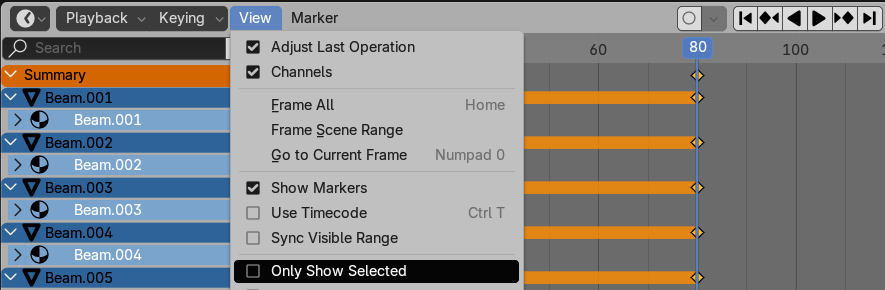 Playback Keying View Marker
Search
Adjust Last Operation
Channels
Frame All Home
Frame Scene Range
Go to Current Frame Numpad 0
Show Markers
Use Timecode Ctrl T
Sync Visible Range
Only Show Selected
60 80 100
Summary
Beam.001
Beam.001
Beam.002
Beam.002
Beam.003
Beam.003
Beam.004
Beam.004
Beam.005